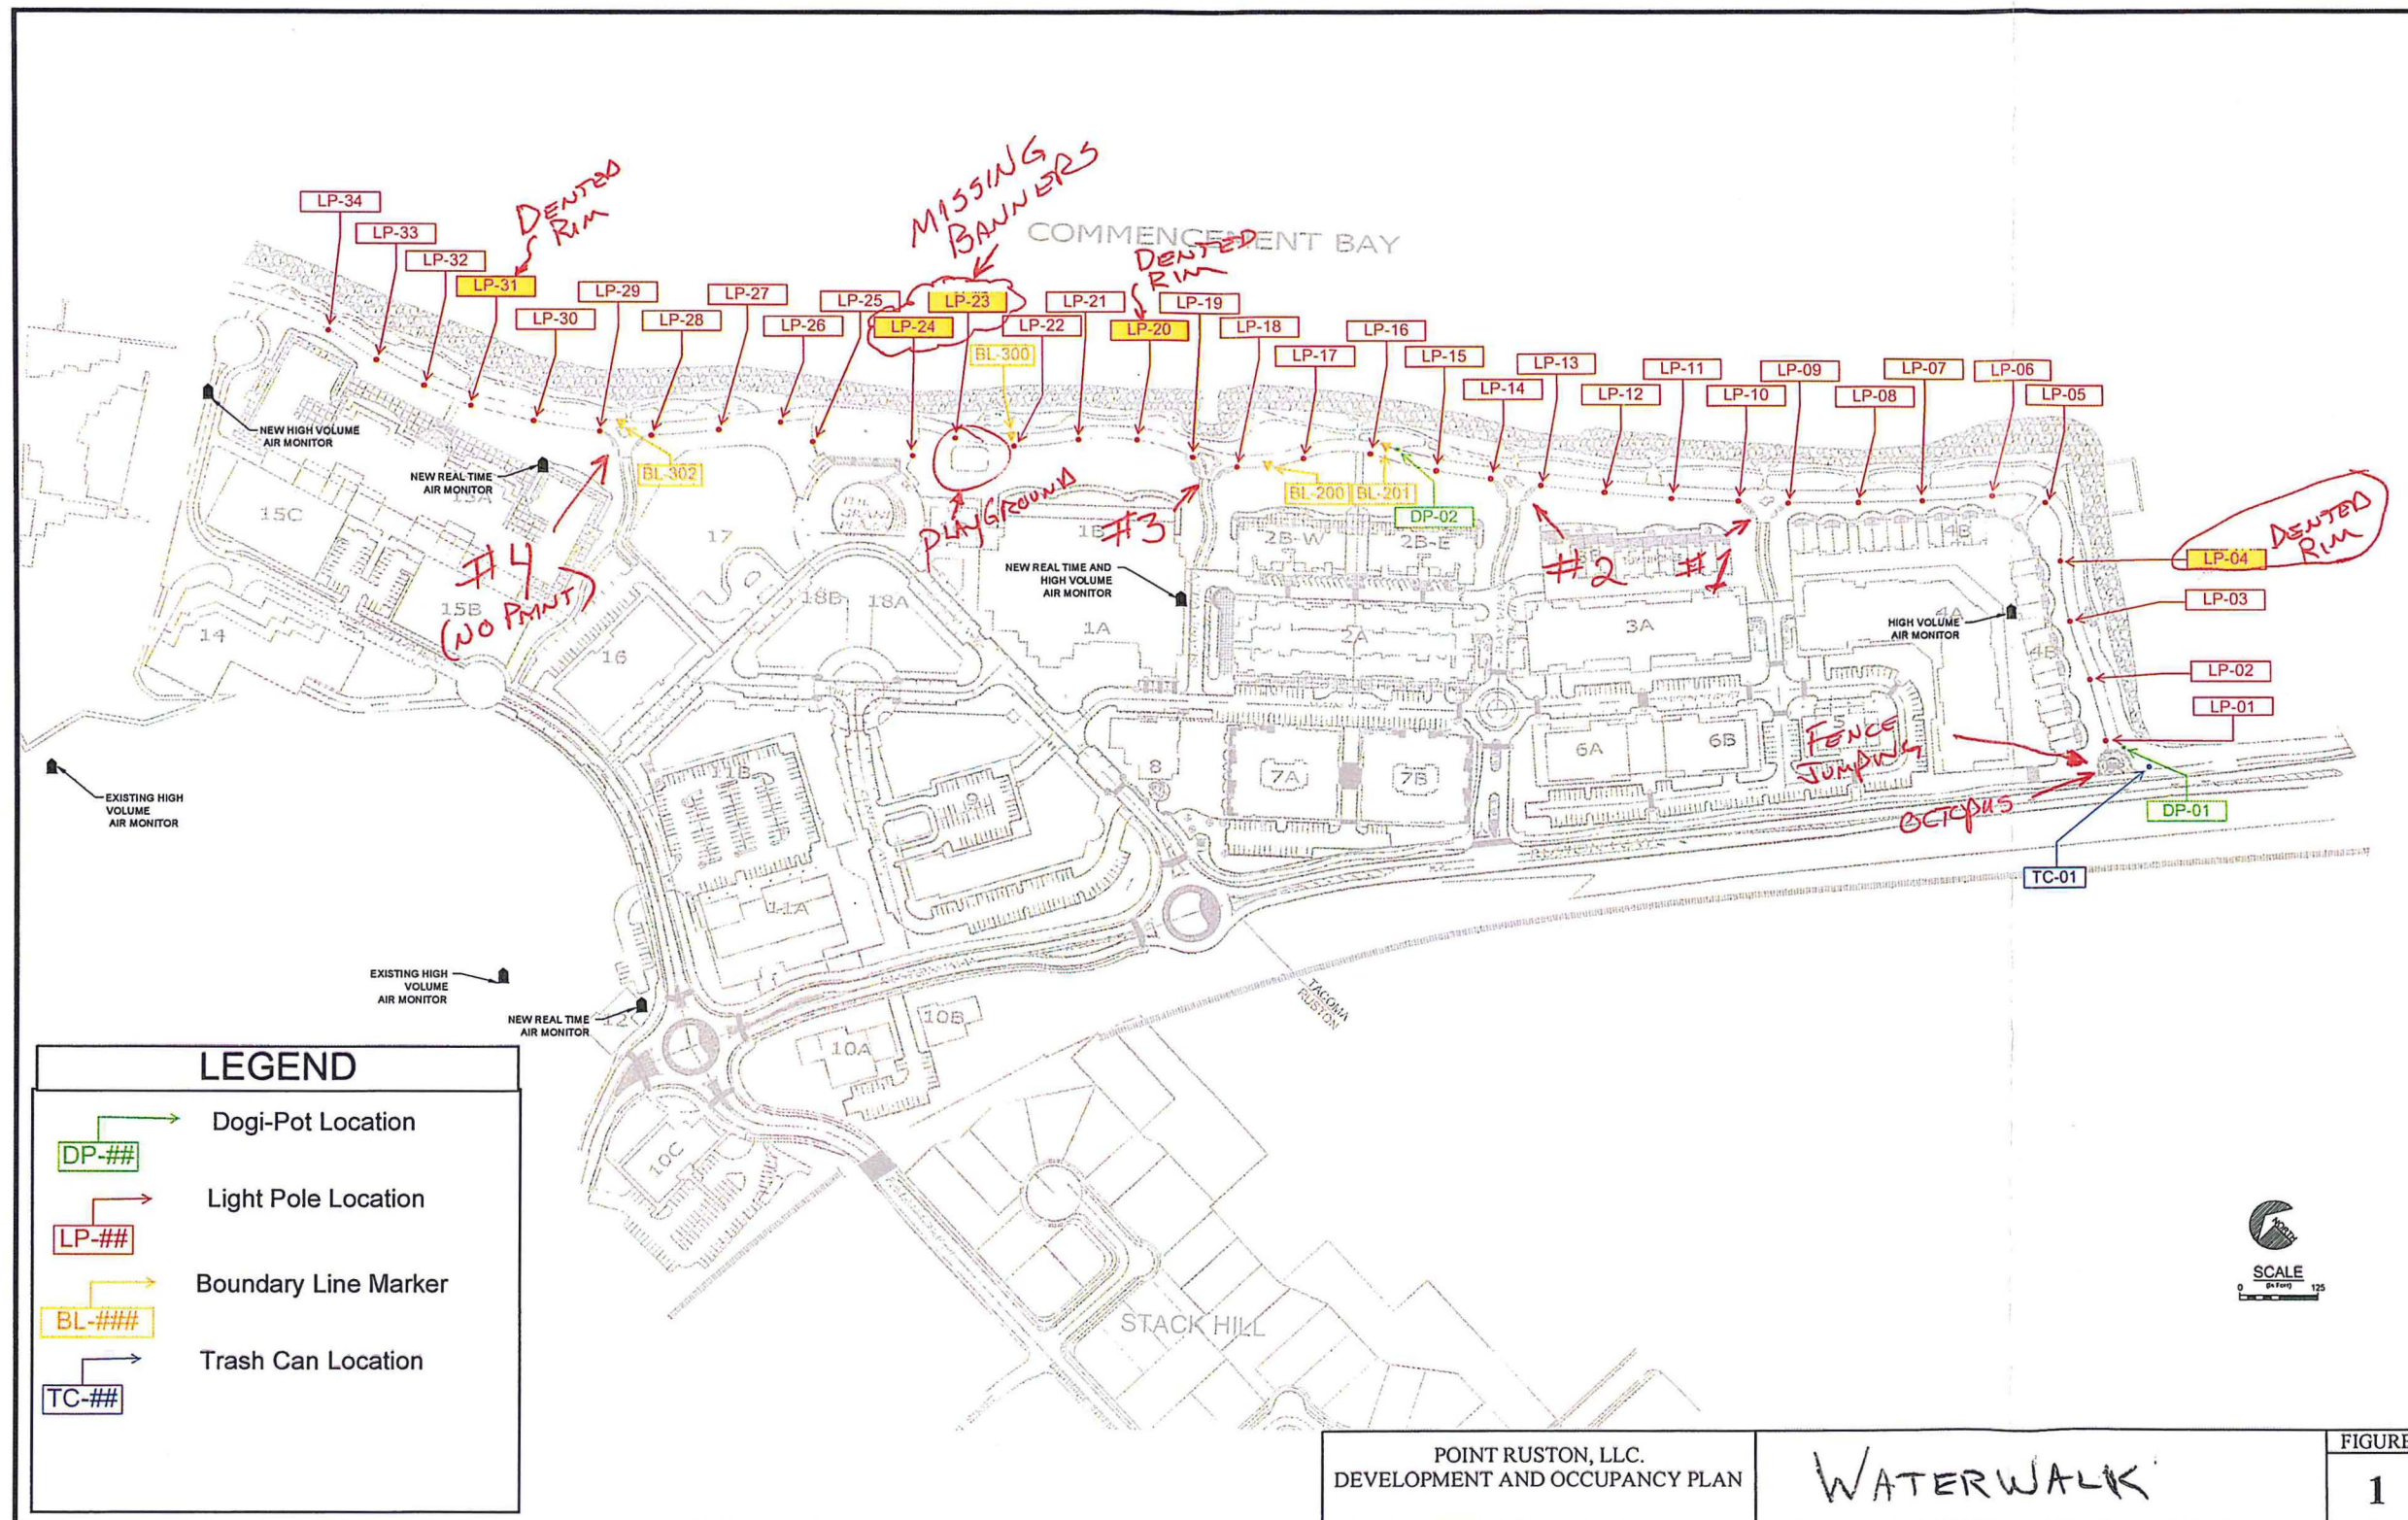 COMMENCEMENT BAY
MISSING
BANNERS
DENTED
RIM
DENTED
RIM
LP-34
LP-33
LP-32
LP-31
LP-30
LP-29
LP-28
LP-27
LP-26
LP-25
LP-24
LP-23
LP-22
LP-21
LP-20
LP-19
LP-18
LP-17
LP-16
LP-15
LP-14
LP-13
LP-12
LP-11
LP-10
LP-09
LP-08
LP-07
LP-06
LP-05
LP-04
DENTED
RIM
LP-03
LP-02
LP-01
BL-300
BL-302
BL-200
BL-201
DP-02
DP-01
TC-01
NEW HIGH VOLUME
AIR MONITOR
NEW REAL TIME
AIR MONITOR
NEW REAL TIME AND
HIGH VOLUME
AIR MONITOR
HIGH VOLUME
AIR MONITOR
EXISTING HIGH
VOLUME
AIR MONITOR
EXISTING HIGH
VOLUME
AIR MONITOR
NEW REAL TIME
AIR MONITOR
#4
(NO PMNT)
PLAYGROUND
#3
#2
#1
FENCE
JUMPING
OCTOPUS
15C
15A
15B
14
16
17
18B
18A
1B
1A
2B-W
2B-E
2A
3B
3A
4B
4A
4B
5
6A
6B
7A
7B
8
9
11B
11A
12
10A
10B
10C
TACOMA
RUSTON
STACK HILL
LEGEND
DP-##
Dogi-Pot Location
LP-##
Light Pole Location
BL-###
Boundary Line Marker
TC-##
Trash Can Location
NORTH
SCALE
(In Feet)
0 125
POINT RUSTON, LLC.
DEVELOPMENT AND OCCUPANCY PLAN
WATERWALK
FIGURE
1